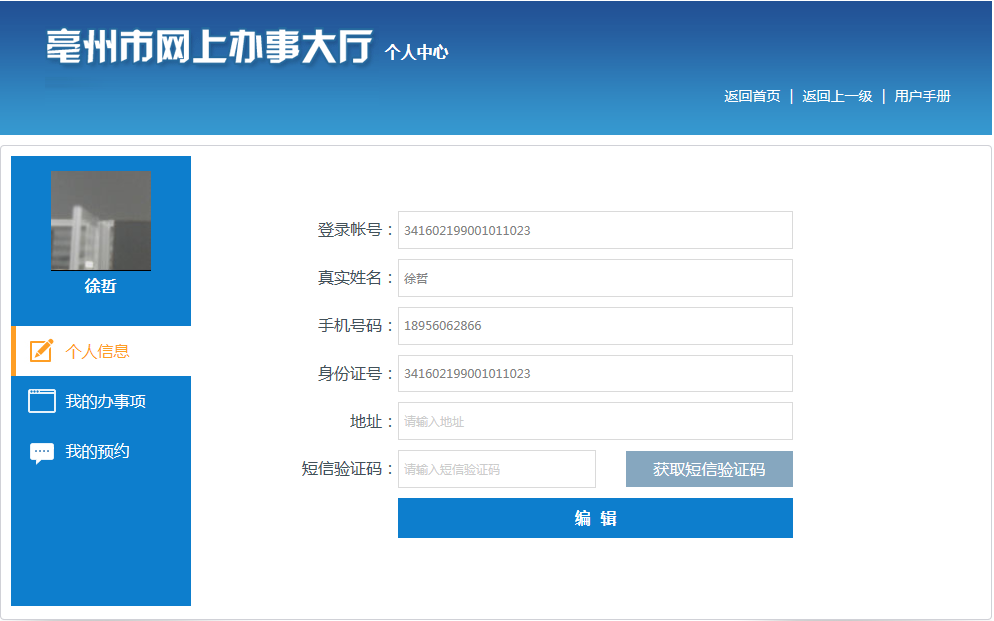 亳州市网上办事大厅 个人中心
返回首页 | 返回上一级 | 用户手册
徐哲
个人信息
我的办事项
我的预约
登录帐号： 341602199001011023
真实姓名： 徐哲
手机号码： 18956062866
身份证号： 341602199001011023
地址： 请输入地址
短信验证码： 请输入短信验证码 获取短信验证码
编 辑